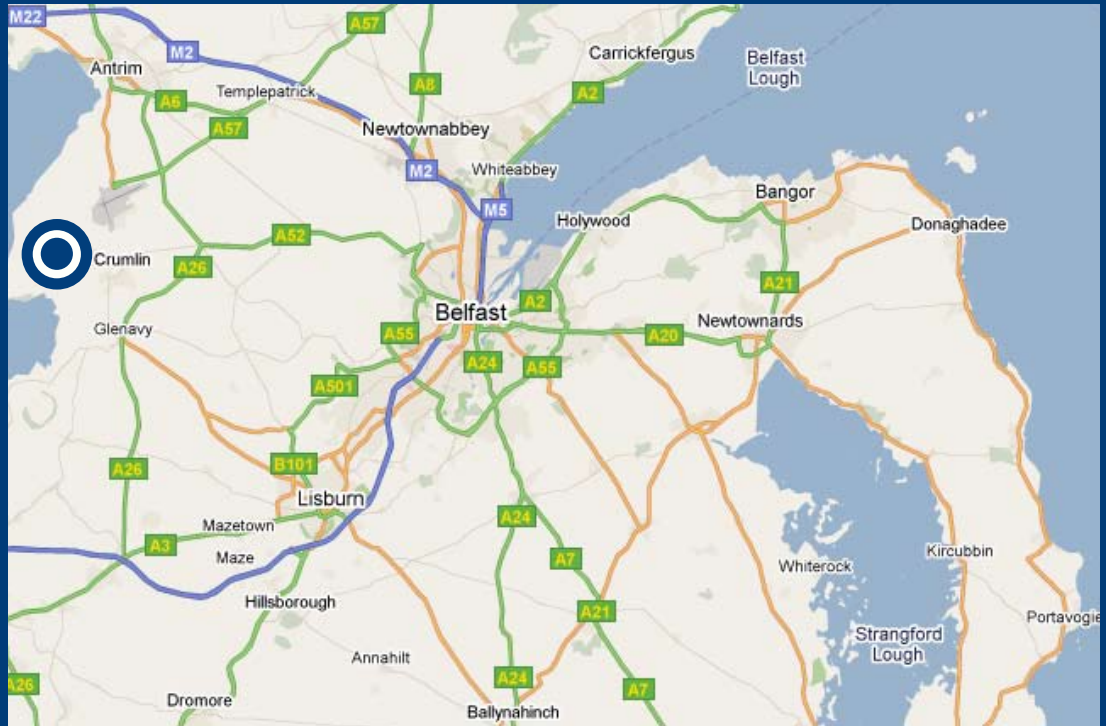 M22
A57
M2
Carrickfergus
Belfast
Lough
Antrim
A8
Templepatrick
A2
A6
A57
Newtownabbey
M2
Whiteabbey
M5
Bangor
Holywood
Donaghadee
A52
Crumlin
A26
A21
A2
Belfast
Glenavy
A55
A20
Newtownards
A24
A55
A501
B101
A26
Lisburn
Mazetown
A24
A3
Maze
A7
Kircubbin
Whiterock
Hillsborough
A21
Portavogie
Strangford
Lough
Annahilt
A26
A24
A7
Dromore
Ballynahinch